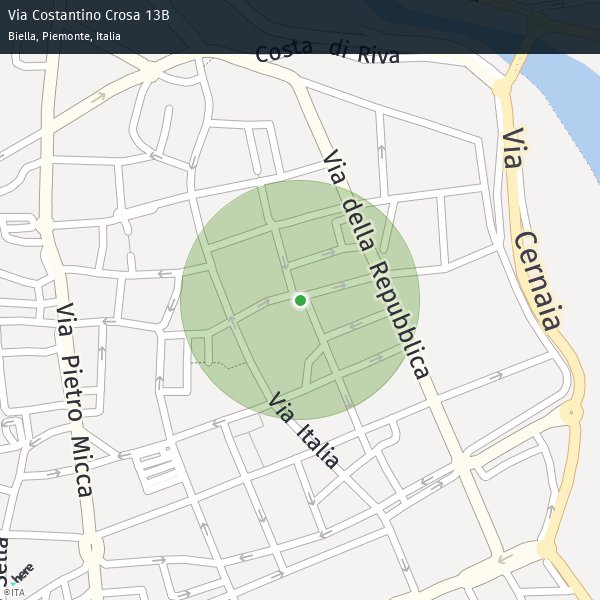 Via Costantino Crosa 13B
Biella, Piemonte, Italia
Costa di Riva
Via Cernaia
Via della Repubblica
Via Pietro Micca
Via Italia
here
©ITA